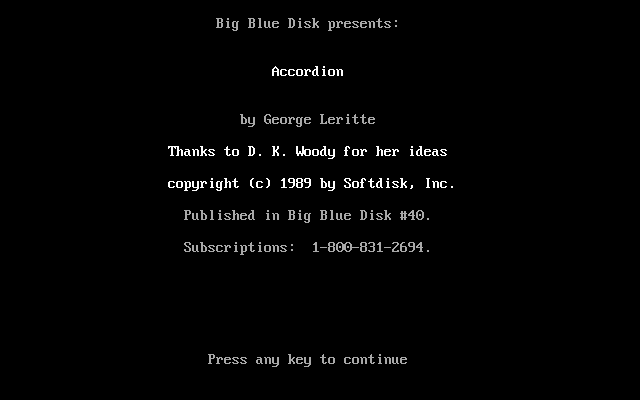 Big Blue Disk presents:
Accordion
by George Leritte
Thanks to D. K. Woody for her ideas
copyright (c) 1989 by Softdisk, Inc.
Published in Big Blue Disk #40.
Subscriptions:  1-800-831-2694.
Press any key to continue